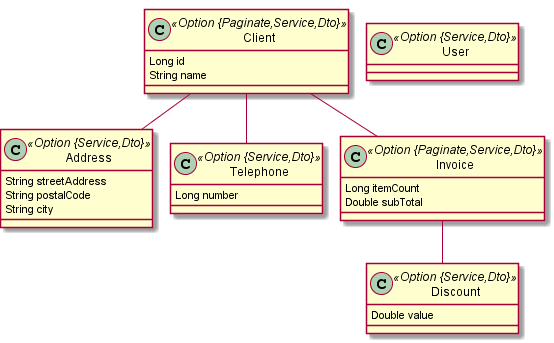 C «Option {Paginate,Service,Dto}»
Client
Long id
String name
C «Option {Service,Dto}»
User
C «Option {Service,Dto}»
Address
String streetAddress
String postalCode
String city
C «Option {Service,Dto}»
Telephone
Long number
C «Option {Paginate,Service,Dto}»
Invoice
Long itemCount
Double subTotal
C «Option {Service,Dto}»
Discount
Double value